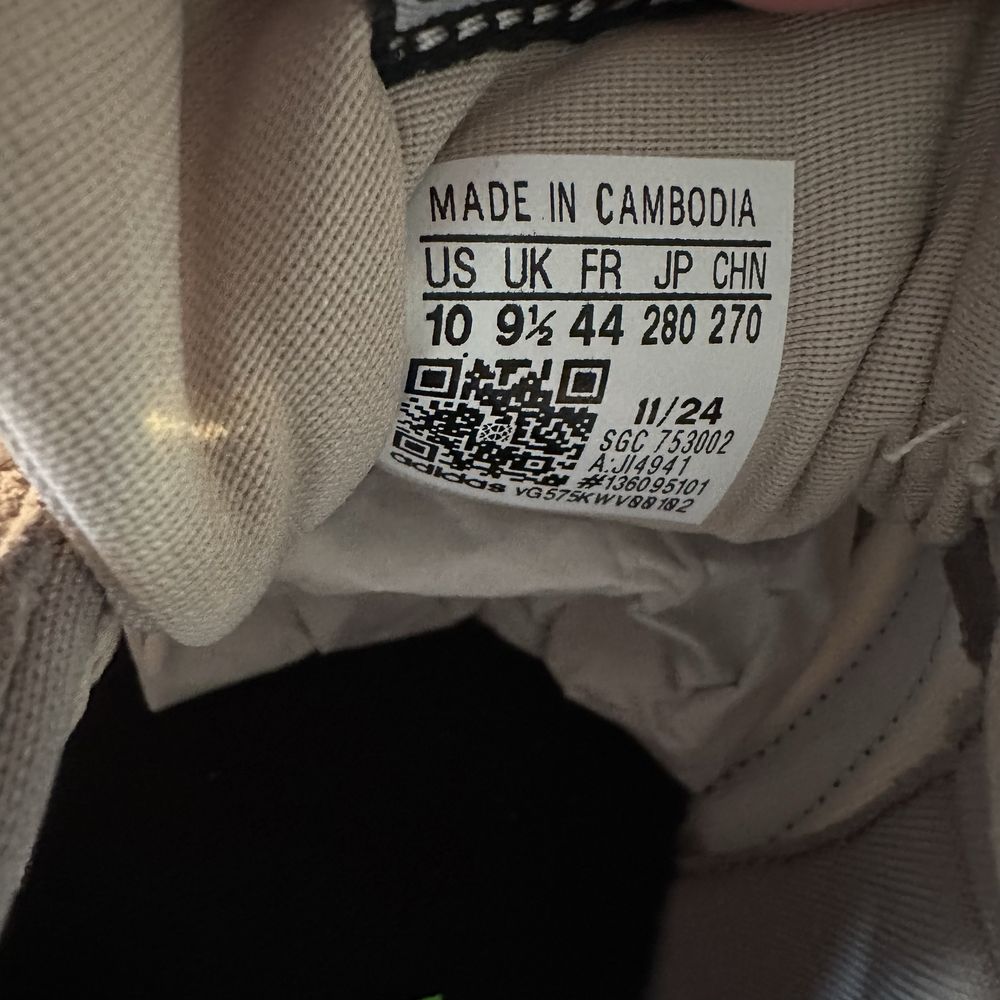 MADE IN CAMBODIA
US UK FR JP CHN
10 9½ 44 280 270
11/24
SGC 753002
A:JI4941
#136095101
adidas YG575KWV00102